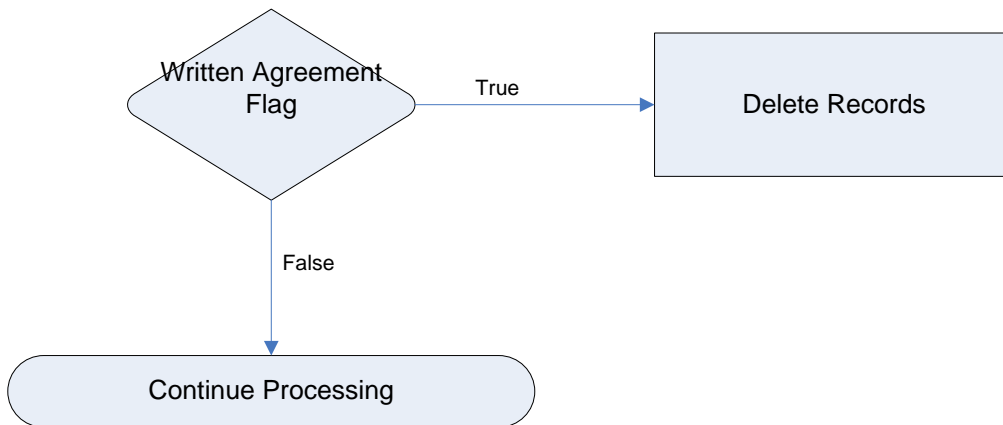 Written Agreement
Flag
True
Delete Records
False
Continue Processing